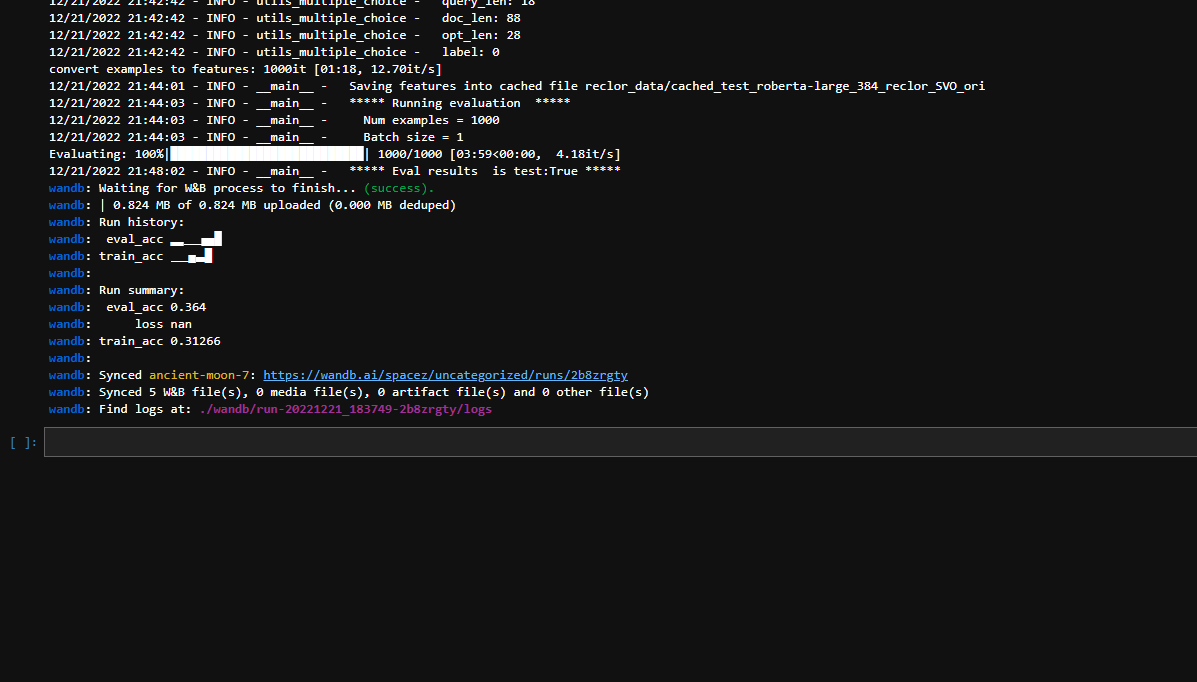 12/21/2022 21:42:42 - INFO - utils_multiple_choice -   query_len: 18
12/21/2022 21:42:42 - INFO - utils_multiple_choice -   doc_len: 88
12/21/2022 21:42:42 - INFO - utils_multiple_choice -   opt_len: 28
12/21/2022 21:42:42 - INFO - utils_multiple_choice -   label: 0
convert examples to features: 1000it [01:18, 12.70it/s]
12/21/2022 21:44:01 - INFO - __main__ -   Saving features into cached file reclor_data/cached_test_roberta-large_384_reclor_SVO_ori
12/21/2022 21:44:03 - INFO - __main__ -   ***** Running evaluation  *****
12/21/2022 21:44:03 - INFO - __main__ -     Num examples = 1000
12/21/2022 21:44:03 - INFO - __main__ -     Batch size = 1
Evaluating: 100%|███████████████████████████| 1000/1000 [03:59<00:00,  4.18it/s]
12/21/2022 21:48:02 - INFO - __main__ -   ***** Eval results  is test:True *****
wandb: Waiting for W&B process to finish... (success).
wandb: | 0.824 MB of 0.824 MB uploaded (0.000 MB deduped)
wandb: Run history:
wandb:  eval_acc
wandb: train_acc
wandb:
wandb: Run summary:
wandb:  eval_acc 0.364
wandb:      loss nan
wandb: train_acc 0.31266
wandb:
wandb: Synced ancient-moon-7: https://wandb.ai/spacez/uncategorized/runs/2b8zrgty
wandb: Synced 5 W&B file(s), 0 media file(s), 0 artifact file(s) and 0 other file(s)
wandb: Find logs at: ./wandb/run-20221221_183749-2b8zrgty/logs
[ ]: